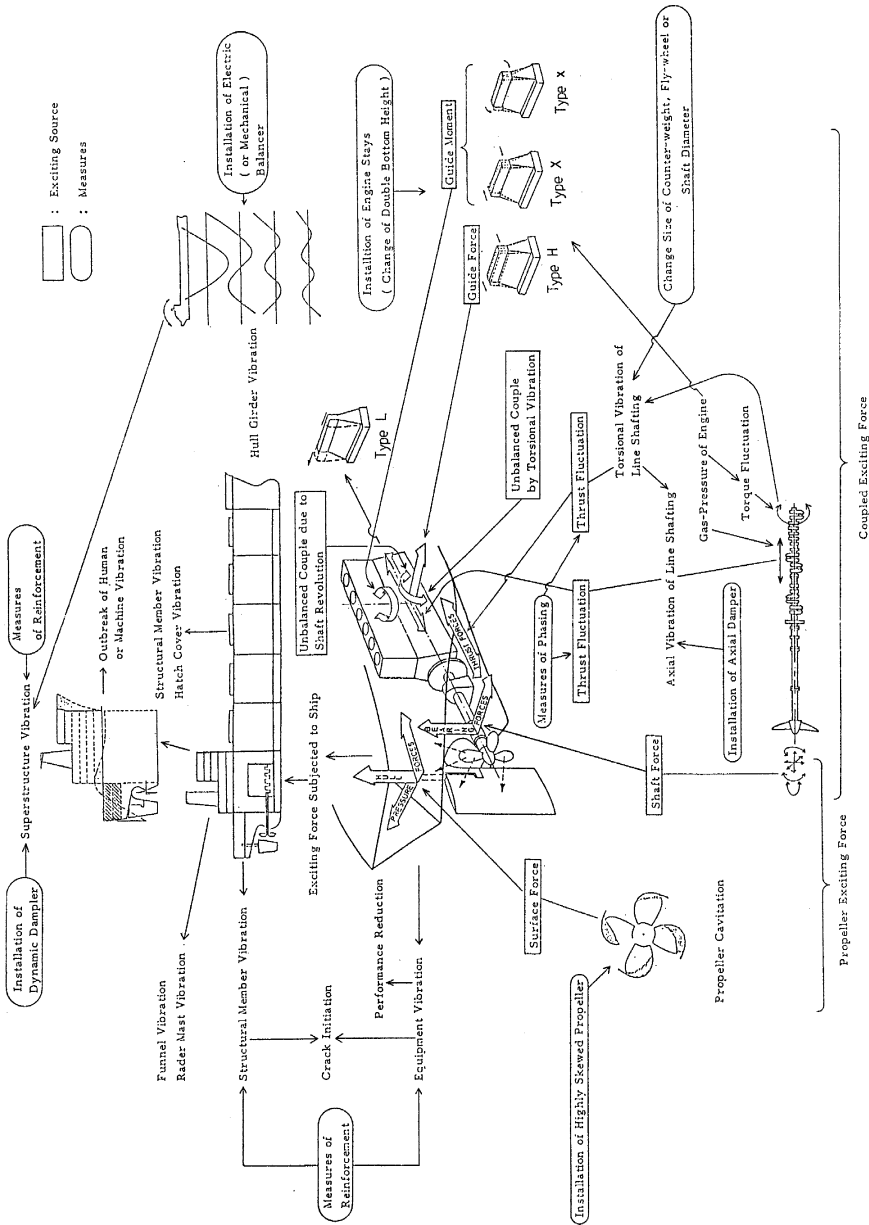 : Exciting Source
: Measures
Installation of
Dynamic Dampler
Superstructure Vibration
Measures
of Reinforcement
Outbreak of Human
or Machine Vibration
Structural Member Vibration
Hatch Cover Vibration
Installation of Electric
( or Mechanical )
Balancer
Hull Girder Vibration
Funnel Vibration
Rader Mast Vibration
Structural Member Vibration
Crack Initiation
Measures of
Reinforcement
Performance Reduction
Equipment Vibration
Exciting Force Subjected to Ship
Unbalanced Couple due to
Shaft Revolution
Type L
Installtion of Engine Stays
( Change of Double Bottom Height )
HULL
PRESSURE FORCES
BEARING
FORCES
THRUST FORCES
Unbalanced Couple
by Torsional Vibration
Guide Force
Guide Moment
Type H
Type X
Type x
Surface Force
Shaft Force
Measures of Phasing
Thrust Fluctuation
Thrust Fluctuation
Torsional Vibration of
Line Shafting
Change Size of Counter-weight, Fly-wheel or
Shaft Diameter
Installation of Highly Skewed Propeller
Propeller Cavitation
Installation of Axial Damper
Axial Vibration of Line Shafting
Gas-Pressure of Engine
Torque Fluctuation
Propeller Exciting Force
Coupled Exciting Force